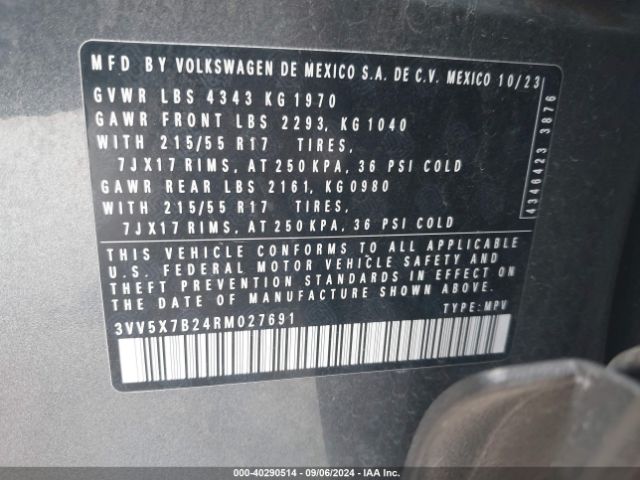 MFD BY VOLKSWAGEN DE MEXICO S.A. DE C.V. MEXICO 10/23
GVWR LBS 4343 KG 1970
GAWR FRONT LBS 2293, KG 1040
WITH 215/55 R17 TIRES,
7JX17 RIMS, AT 250 KPA, 36 PSI COLD
GAWR REAR LBS 2161, KG 0980
WITH 215/55 R17 TIRES,
7JX17 RIMS, AT 250 KPA, 36 PSI COLD
4346423 3876
THIS VEHICLE CONFORMS TO ALL APPLICABLE
U.S. FEDERAL MOTOR VEHICLE SAFETY AND
THEFT PREVENTION STANDARDS IN EFFECT ON
THE DATE OF MANUFACTURE SHOWN ABOVE.
3VV5X7B24RM027691 TYPE: MPV
000-40290514 - 09/06/2024 - IAA Inc.